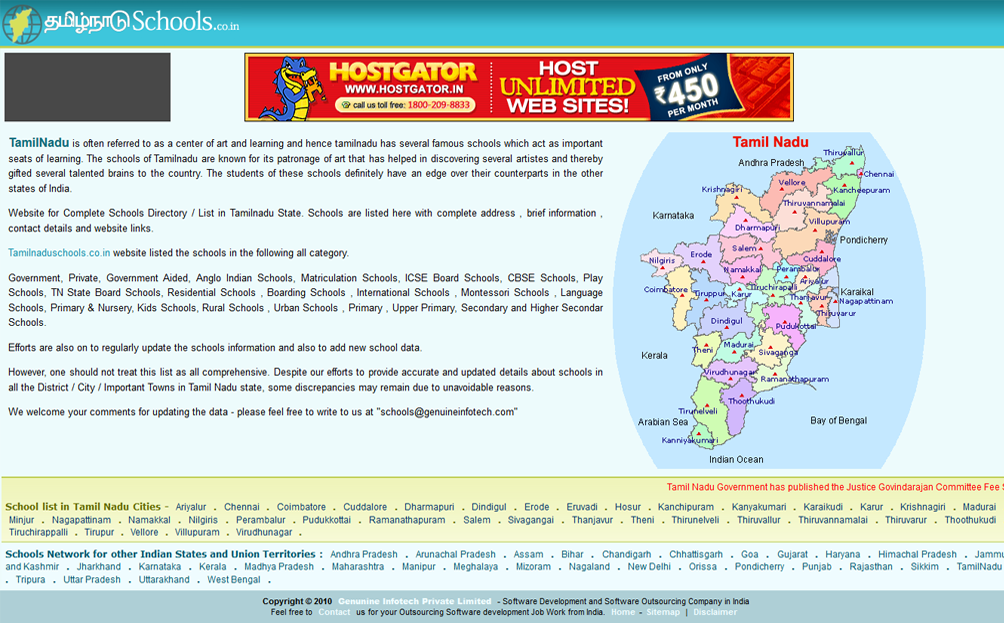 தமிழ்நாடு Schools.co.in
HOSTGATOR
WWW.HOSTGATOR.IN
call us toll free: 1800-209-8833
HOST
UNLIMITED
WEB SITES!
FROM ONLY
₹450
PER MONTH
TamilNadu is often referred to as a center of art and learning and hence tamilnadu has several famous schools which act as important
seats of learning. The schools of Tamilnadu are known for its patronage of art that has helped in discovering several artistes and thereby
gifted several talented brains to the country. The students of these schools definitely have an edge over their counterparts in the other
states of India.
Website for Complete Schools Directory / List in Tamilnadu State. Schools are listed here with complete address , brief information ,
contact details and website links.
Tamilnaduschools.co.in website listed the schools in the following all category.
Government, Private, Government Aided, Anglo Indian Schools, Matriculation Schools, ICSE Board Schools, CBSE Schools, Play
Schools, TN State Board Schools, Residential Schools , Boarding Schools , International Schools , Montessori Schools , Language
Schools, Primary & Nursery, Kids Schools, Rural Schools , Urban Schools , Primary , Upper Primary, Secondary and Higher Secondar
Schools.
Efforts are also on to regularly update the schools information and also to add new school data.
However, one should not treat this list as all comprehensive. Despite our efforts to provide accurate and updated details about schools in
all the District / City / Important Towns in Tamil Nadu state, some discrepancies may remain due to unavoidable reasons.
We welcome your comments for updating the data - please feel free to write to us at "schools@genuineinfotech.com"
Tamil Nadu
Thiruvallur
Andhra Pradesh
Chennai
Vellore
Krishnagiri
Kancheepuram
Thiruvannamalai
Karnataka
Villupuram
Dharmapuri
Pondicherry
Salem
Erode
Cuddalore
Nilgiris
Namakkal
Perambalur
Ariyalur
Coimbatore
Tiruppur
Karur
Tiruchirapalli
Karaikal
Thanjavur
Nagapattinam
Thiruvarur
Dindigul
Pudukottai
Madurai
Theni
Sivaganga
Kerala
Virudhunagar
Ramanathapuram
Thoothukudi
Tirunelveli
Arabian Sea
Bay of Bengal
Kanniyakumari
Indian Ocean
Tamil Nadu Government has published the Justice Govindarajan Committee Fee S
School list in Tamil Nadu Cities - Ariyalur . Chennai . Coimbatore . Cuddalore . Dharmapuri . Dindigul . Erode . Eruvadi . Hosur . Kanchipuram . Kanyakumari . Karaikudi . Karur . Krishnagiri . Madurai
Minjur . Nagapattinam . Namakkal . Nilgiris . Perambalur . Pudukkottai . Ramanathapuram . Salem . Sivagangai . Thanjavur . Theni . Thirunelveli . Thiruvallur . Thiruvannamalai . Thiruvarur . Thoothukudi
Tiruchirappalli . Tirupur . Vellore . Villupuram . Virudhunagar .
Schools Network for other Indian States and Union Territories : Andhra Pradesh . Arunachal Pradesh . Assam . Bihar . Chandigarh . Chhattisgarh . Goa . Gujarat . Haryana . Himachal Pradesh . Jammu
and Kashmir . Jharkhand . Karnataka . Kerala . Madhya Pradesh . Maharashtra . Manipur . Meghalaya . Mizoram . Nagaland . New Delhi . Orissa . Pondicherry . Punjab . Rajasthan . Sikkim . TamilNadu
. Tripura . Uttar Pradesh . Uttarakhand . West Bengal .
Copyright © 2010 Genunine Infotech Private Limited - Software Development and Software Outsourcing Company in India
Feel free to Contact us for your Outsourcing Software development Job Work from India Home - Sitemap | Disclaimer